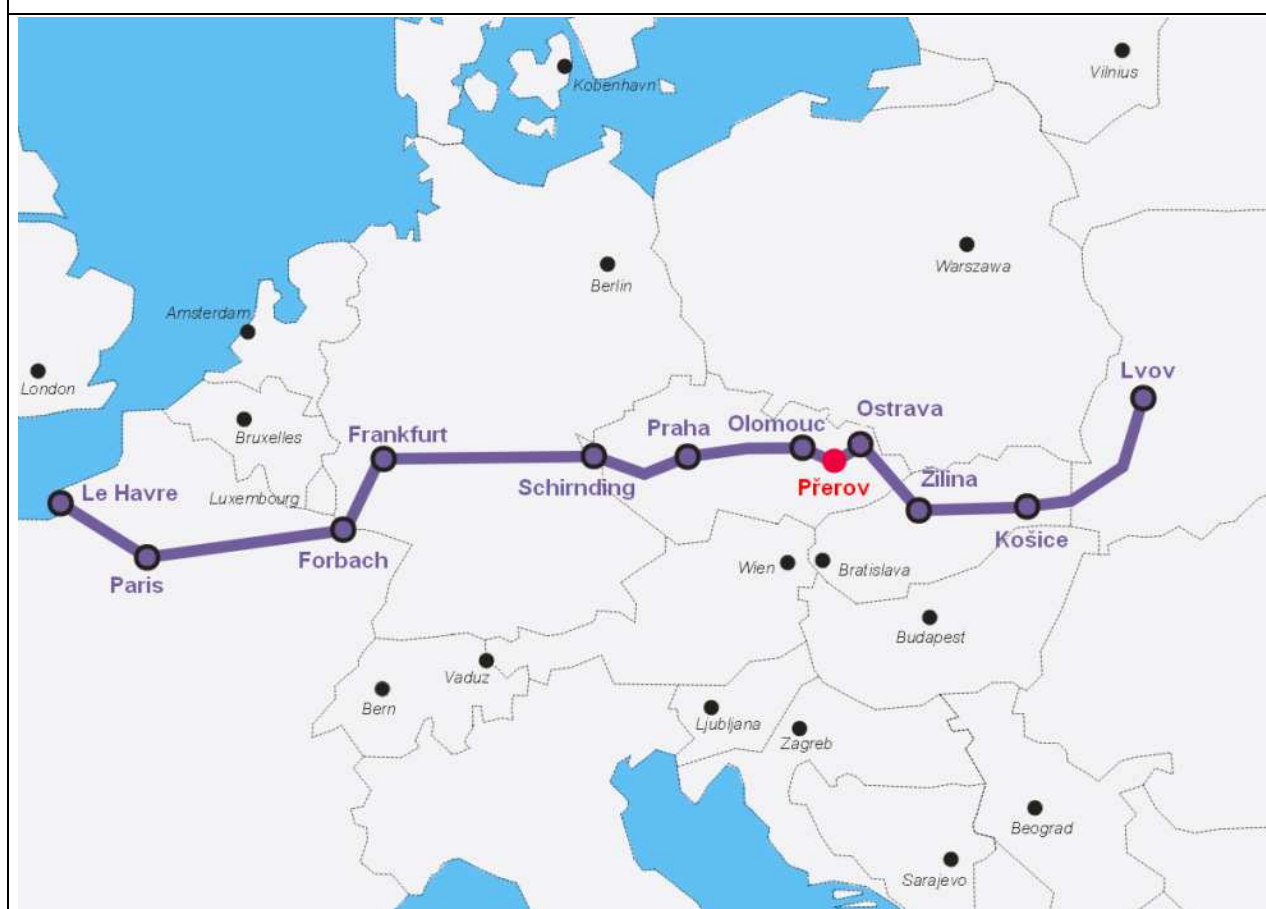 Vilnius
Kobenhavn
Warszawa
Berlin
Amsterdam
London
Lvov
Bruxelles
Ostrava
Olomouc
Praha
Frankfurt
Schirnding
Přerov
Žilina
Le Havre
Luxembourg
Forbach
Košice
Paris
Wien
Bratislava
Budapest
Vaduz
Bern
Ljubljana
Zagreb
Beograd
Sarajevo